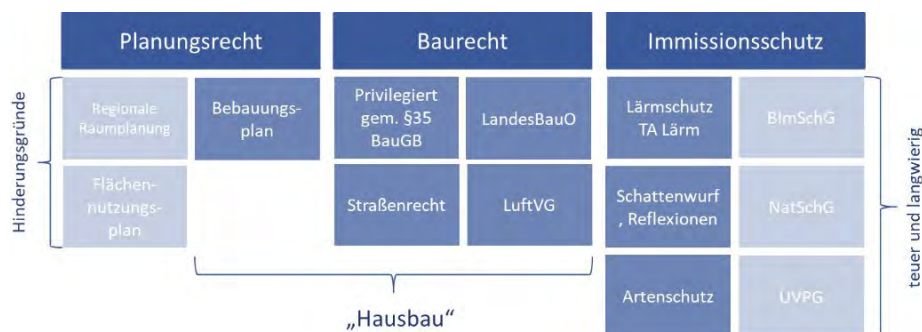 Planungsrecht
Baurecht
Immissionsschutz
Hinderungsgründe
Regionale
Raumplanung
Bebauungs-
plan
Flächen-
nutzungs-
plan
Privilegiert
gem. §35
BauGB
LandesBauO
Straßenrecht
LuftVG
Lärmschutz
TA Lärm
BImSchG
Schattenwurf
, Reflexionen
NatSchG
Artenschutz
UVPG
teuer und langwierig
„Hausbau“